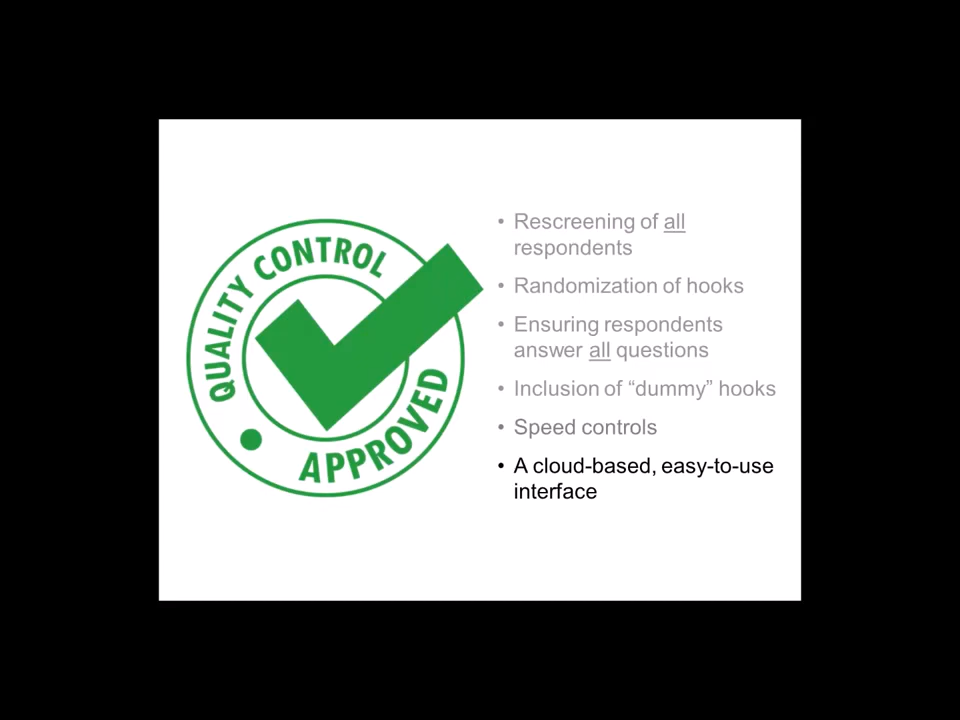 QUALITY CONTROL
APPROVED
• Rescreening of all
respondents
• Randomization of hooks
• Ensuring respondents
answer all questions
• Inclusion of “dummy” hooks
• Speed controls
• A cloud-based, easy-to-use
interface